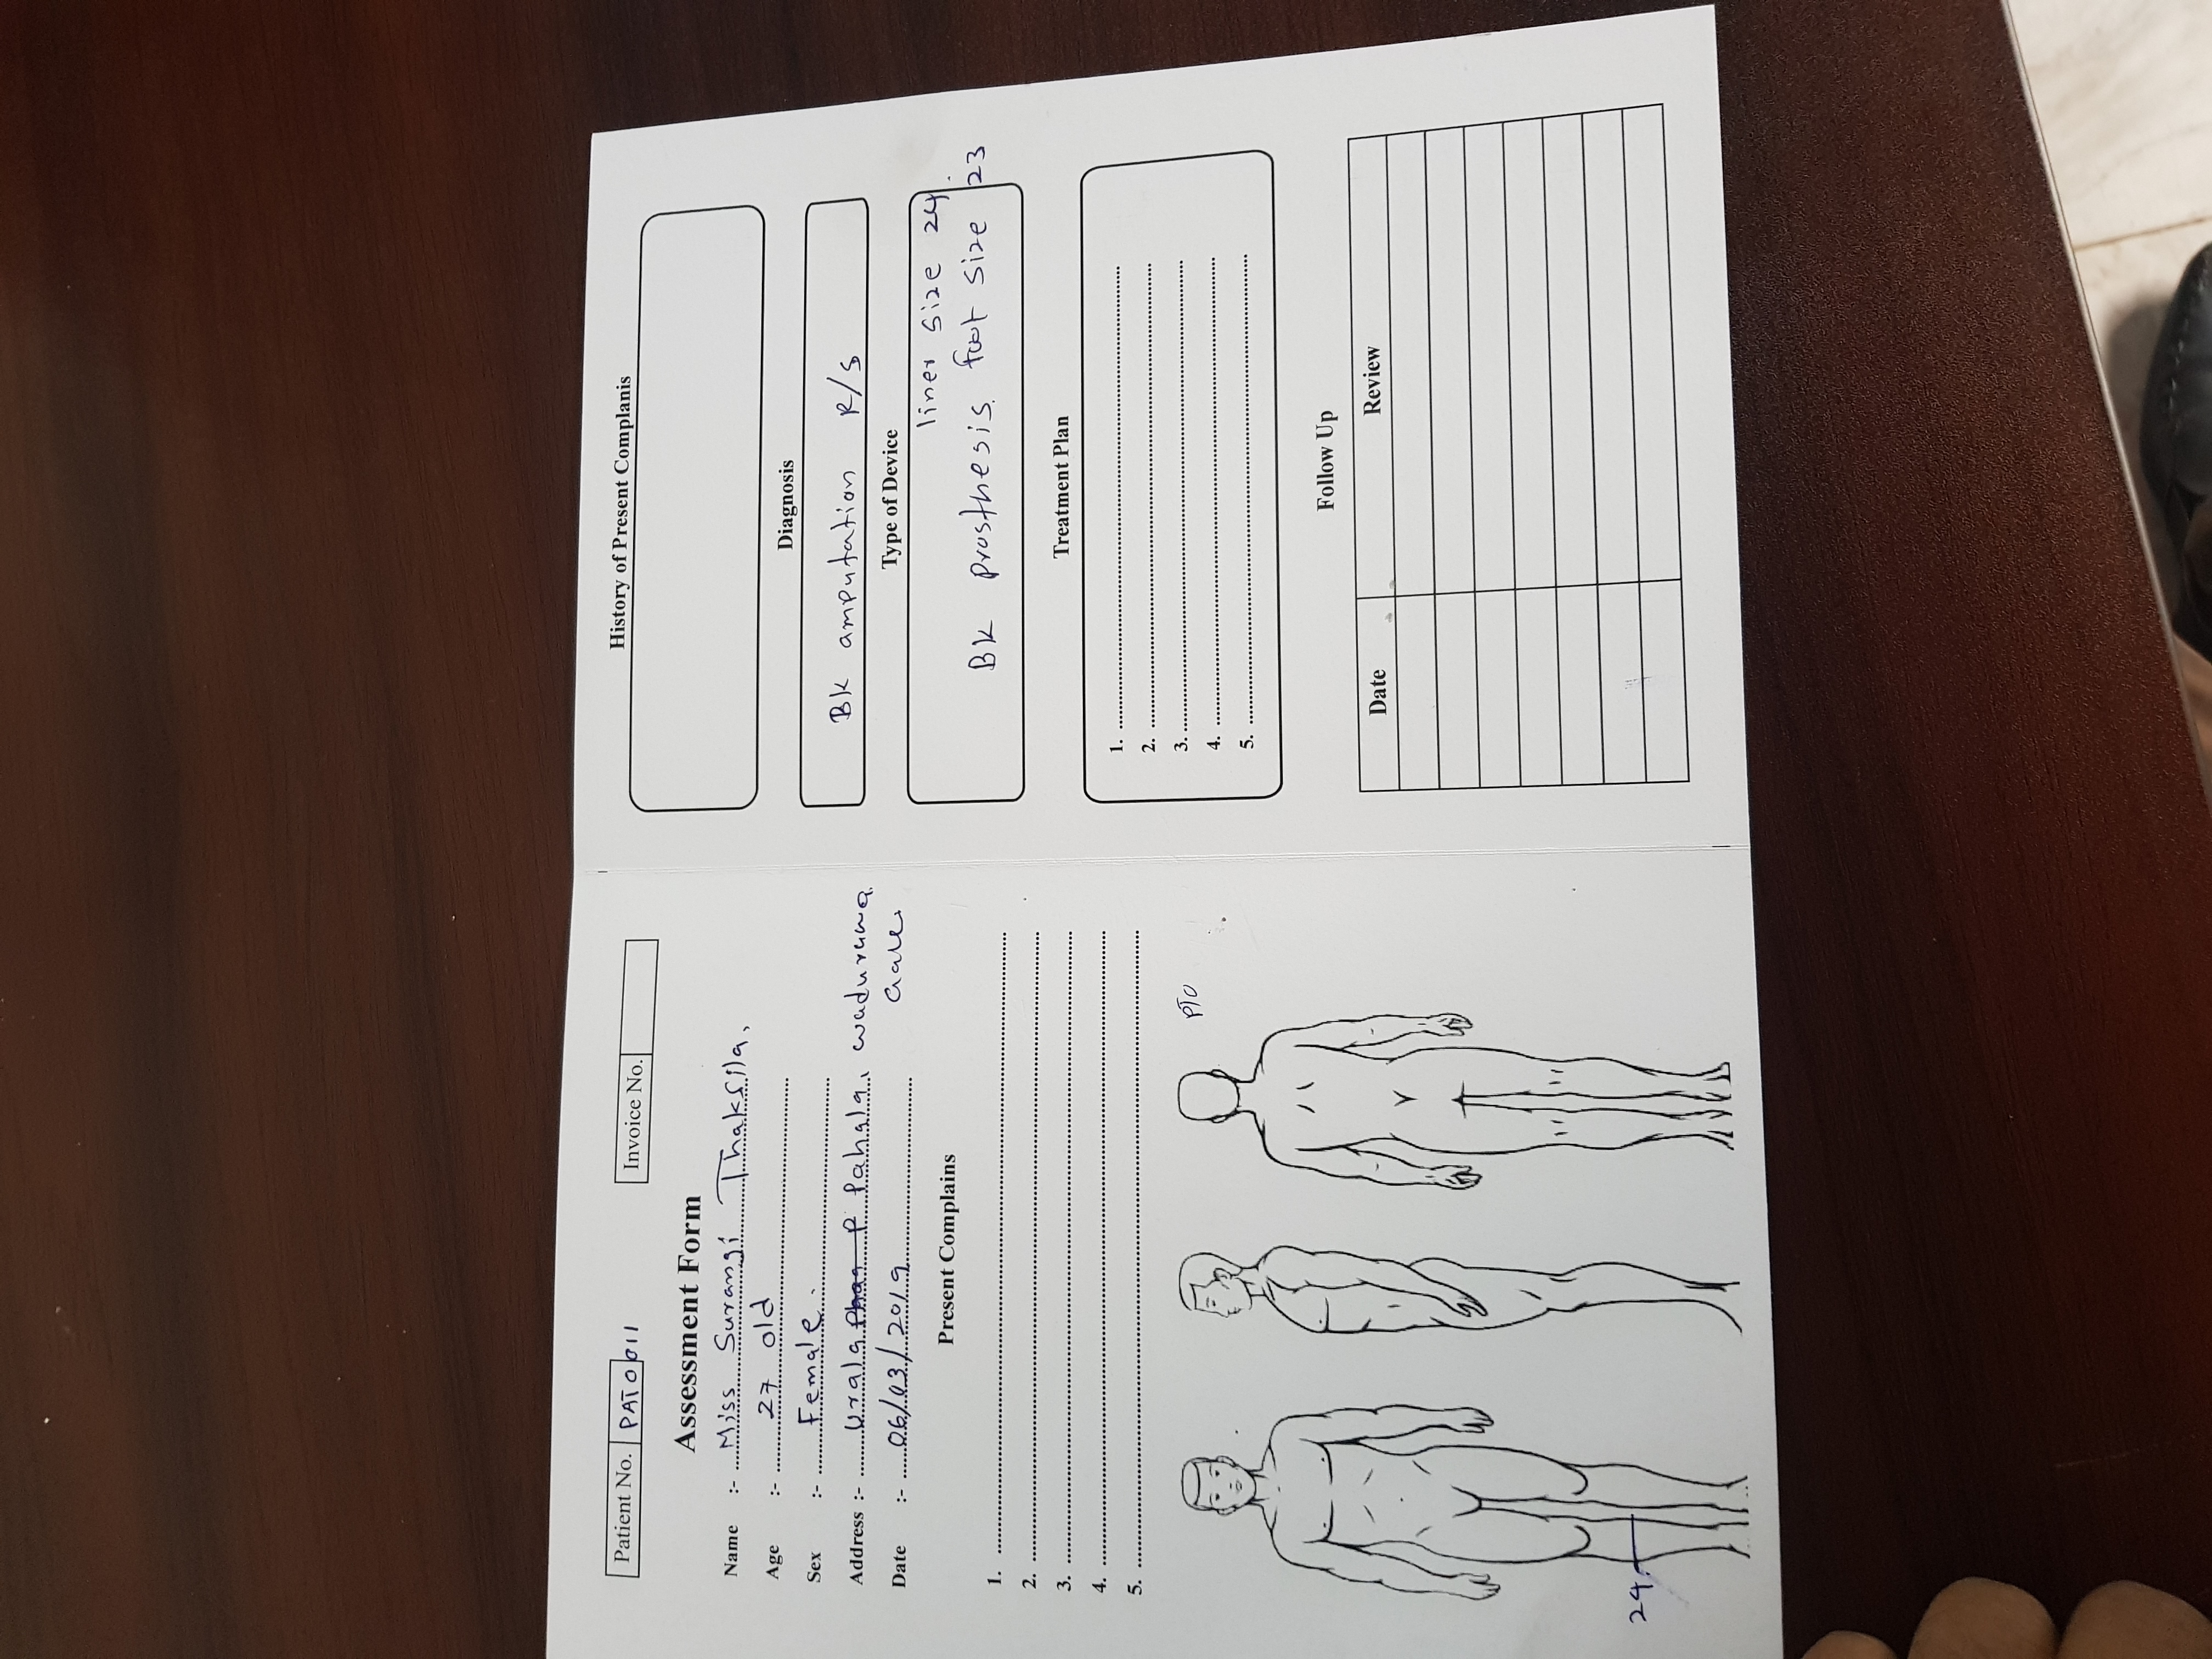 Patient No. PAT0011
Invoice No.
Assessment Form
Name :- Miss Surangi Thaksila,
Age :- 27 old
Sex :- Female.
Address :- Urala P Pahala, waduruwa
Galle.
Date :- 06/03/2019
Present Complains
1.
2.
3.
4.
5.
PTO
24
History of Present Complanis
Diagnosis
BK amputation R/S
Type of Device
liner size 24.
BK prosthesis. foot size 23
Treatment Plan
1.
2.
3.
4.
5.
Follow Up
Date Review